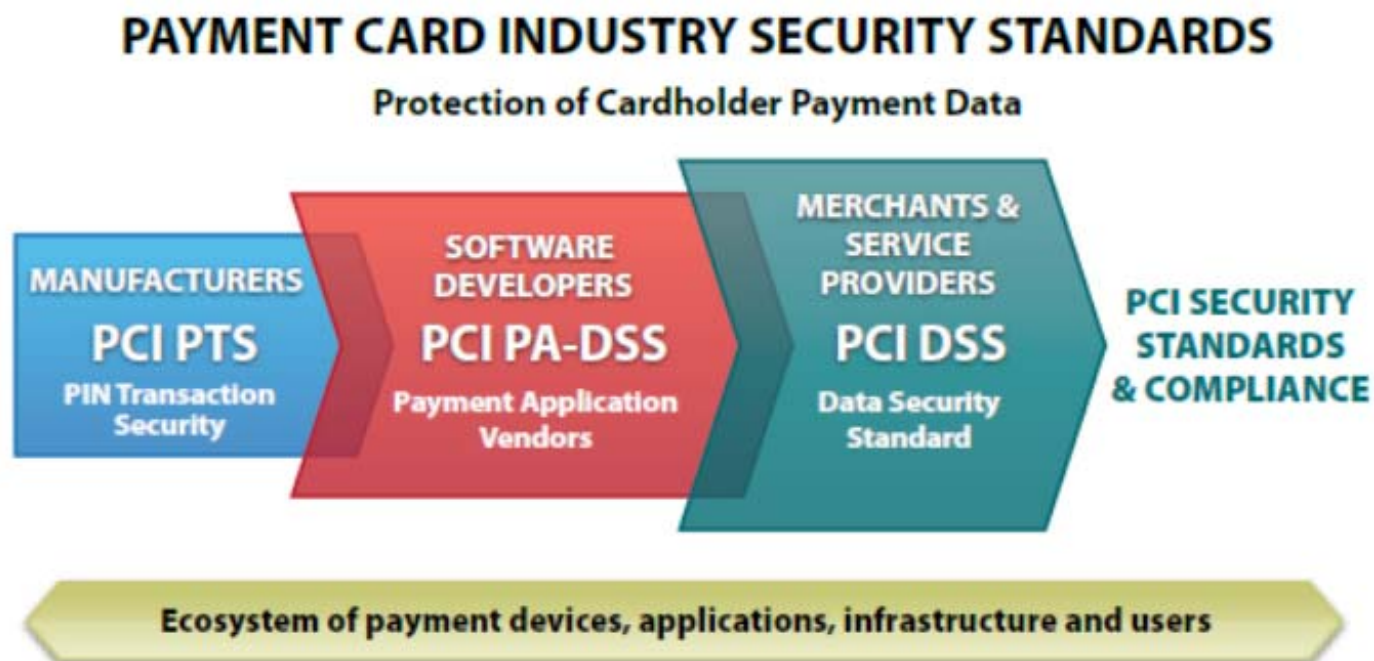 PAYMENT CARD INDUSTRY SECURITY STANDARDS
Protection of Cardholder Payment Data
MANUFACTURERS
PCI PTS
PIN Transaction
Security
SOFTWARE
DEVELOPERS
PCI PA-DSS
Payment Application
Vendors
MERCHANTS &
SERVICE
PROVIDERS
PCI DSS
Data Security
Standard
PCI SECURITY
STANDARDS
& COMPLIANCE
Ecosystem of payment devices, applications, infrastructure and users